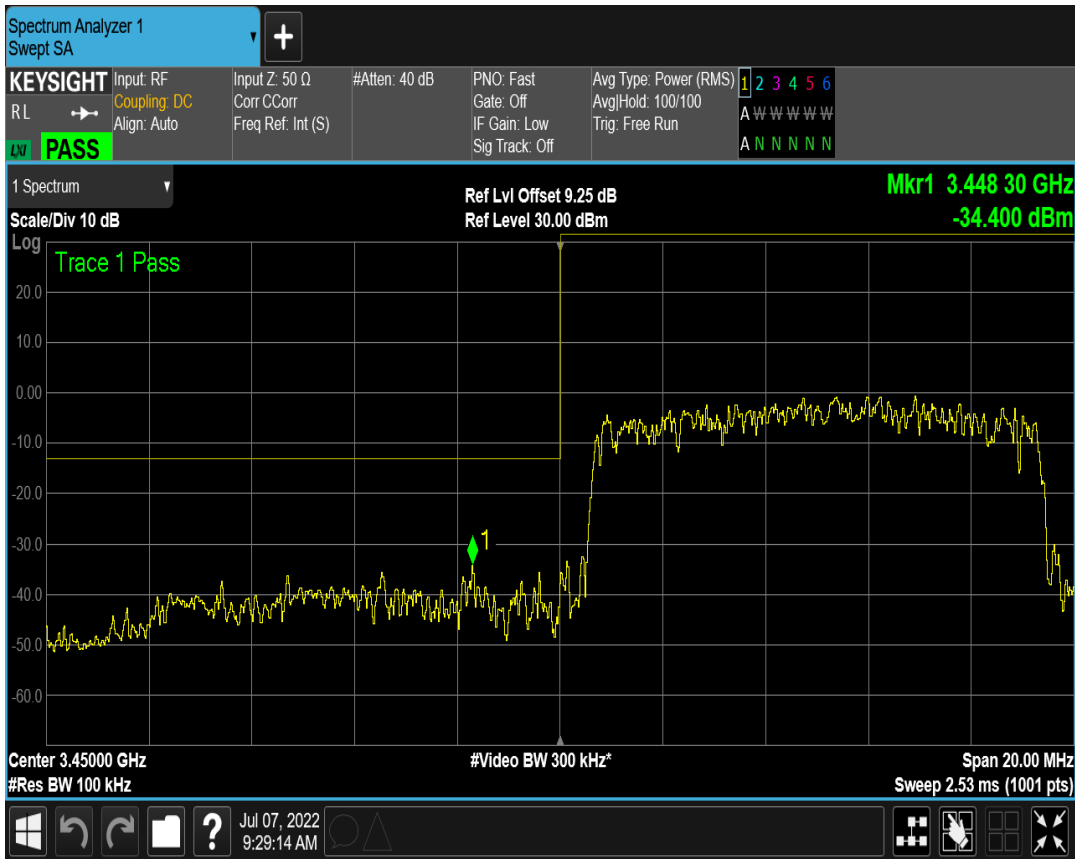 Spectrum Analyzer 1
Swept SA
KEYSIGHT
RL
LXI PASS
Input: RF
Coupling: DC
Align: Auto
Input Z: 50 Ω
Corr CCorr
Freq Ref: Int (S)
#Atten: 40 dB
PNO: Fast
Gate: Off
IF Gain: Low
Sig Track: Off
Avg Type: Power (RMS)
Avg|Hold: 100/100
Trig: Free Run
1 2 3 4 5 6
A W W W W W
A N N N N N
1 Spectrum
Scale/Div 10 dB
Ref Lvl Offset 9.25 dB
Ref Level 30.00 dBm
Mkr1 3.448 30 GHz
-34.400 dBm
Log
Trace 1 Pass
20.0
10.0
0.00
-10.0
-20.0
-30.0
1
-40.0
-50.0
-60.0
Center 3.45000 GHz
#Res BW 100 kHz
#Video BW 300 kHz*
Span 20.00 MHz
Sweep 2.53 ms (1001 pts)
Jul 07, 2022
9:29:14 AM